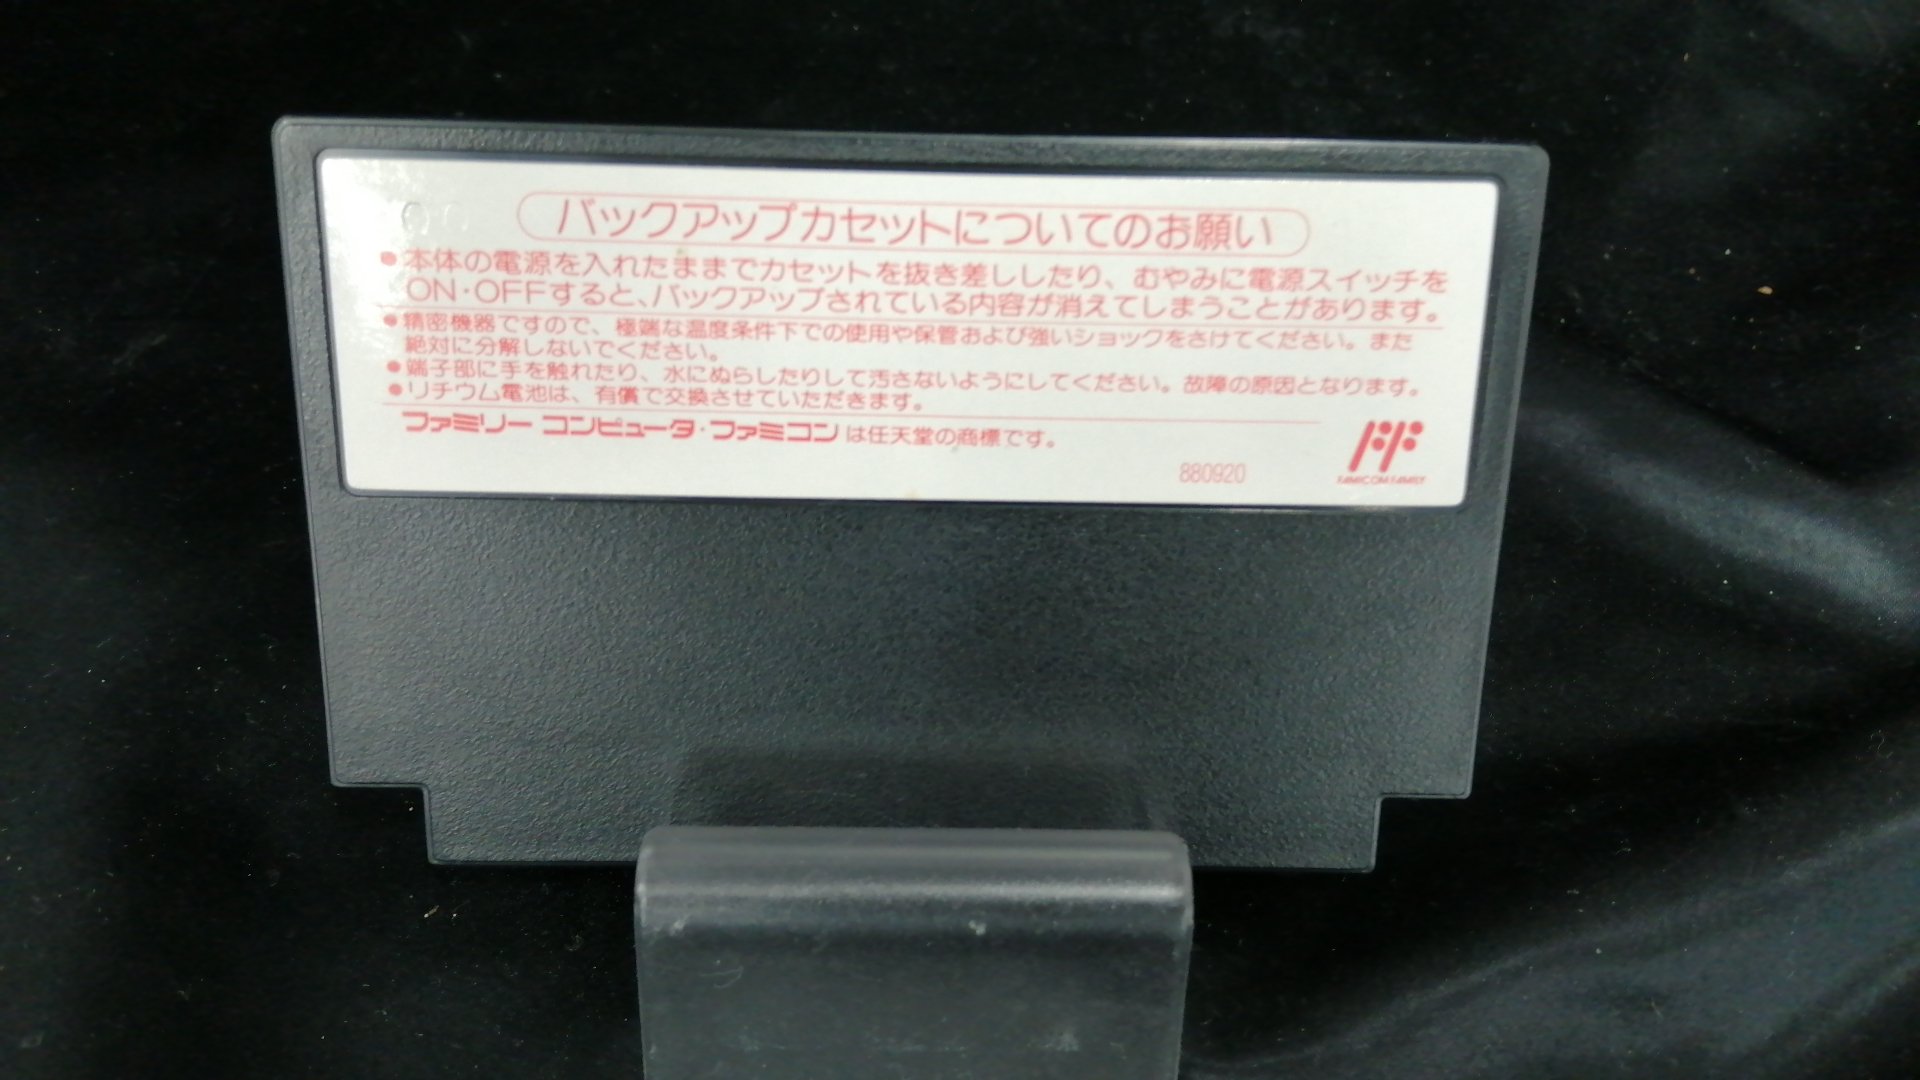 バックアップカセットについてのお願い
●本体の電源を入れたままでカセットを抜き差ししたり、むやみに電源スイッチを
ON・OFFすると、バックアップされている内容が消えてしまうことがあります。
●精密機器ですので、極端な温度条件下での使用や保管および強いショックをさけてください。また
絶対に分解しないでください。
●端子部に手を触れたり、水にぬらしたりして汚さないようにしてください。故障の原因となります。
●リチウム電池は、有償で交換させていただきます。
ファミリー コンピュータ・ファミコン は任天堂の商標です。
880920
FAMICOM FAMILY